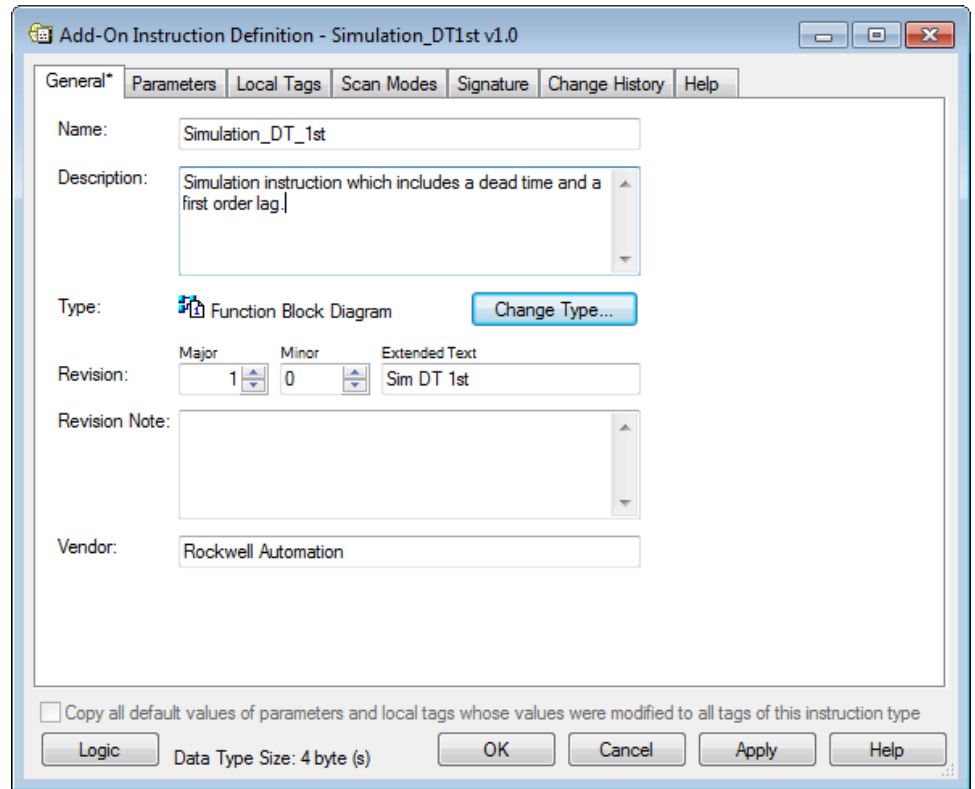 Add-On Instruction Definition - Simulation_DT1st v1.0
General* Parameters Local Tags Scan Modes Signature Change History Help
Name: Simulation_DT_1st
Description: Simulation instruction which includes a dead time and a
first order lag.
Type: Function Block Diagram Change Type...
Major Minor Extended Text
Revision: 1 0 Sim DT 1st
Revision Note:
Vendor: Rockwell Automation
Copy all default values of parameters and local tags whose values were modified to all tags of this instruction type
Logic Data Type Size: 4 byte (s) OK Cancel Apply Help